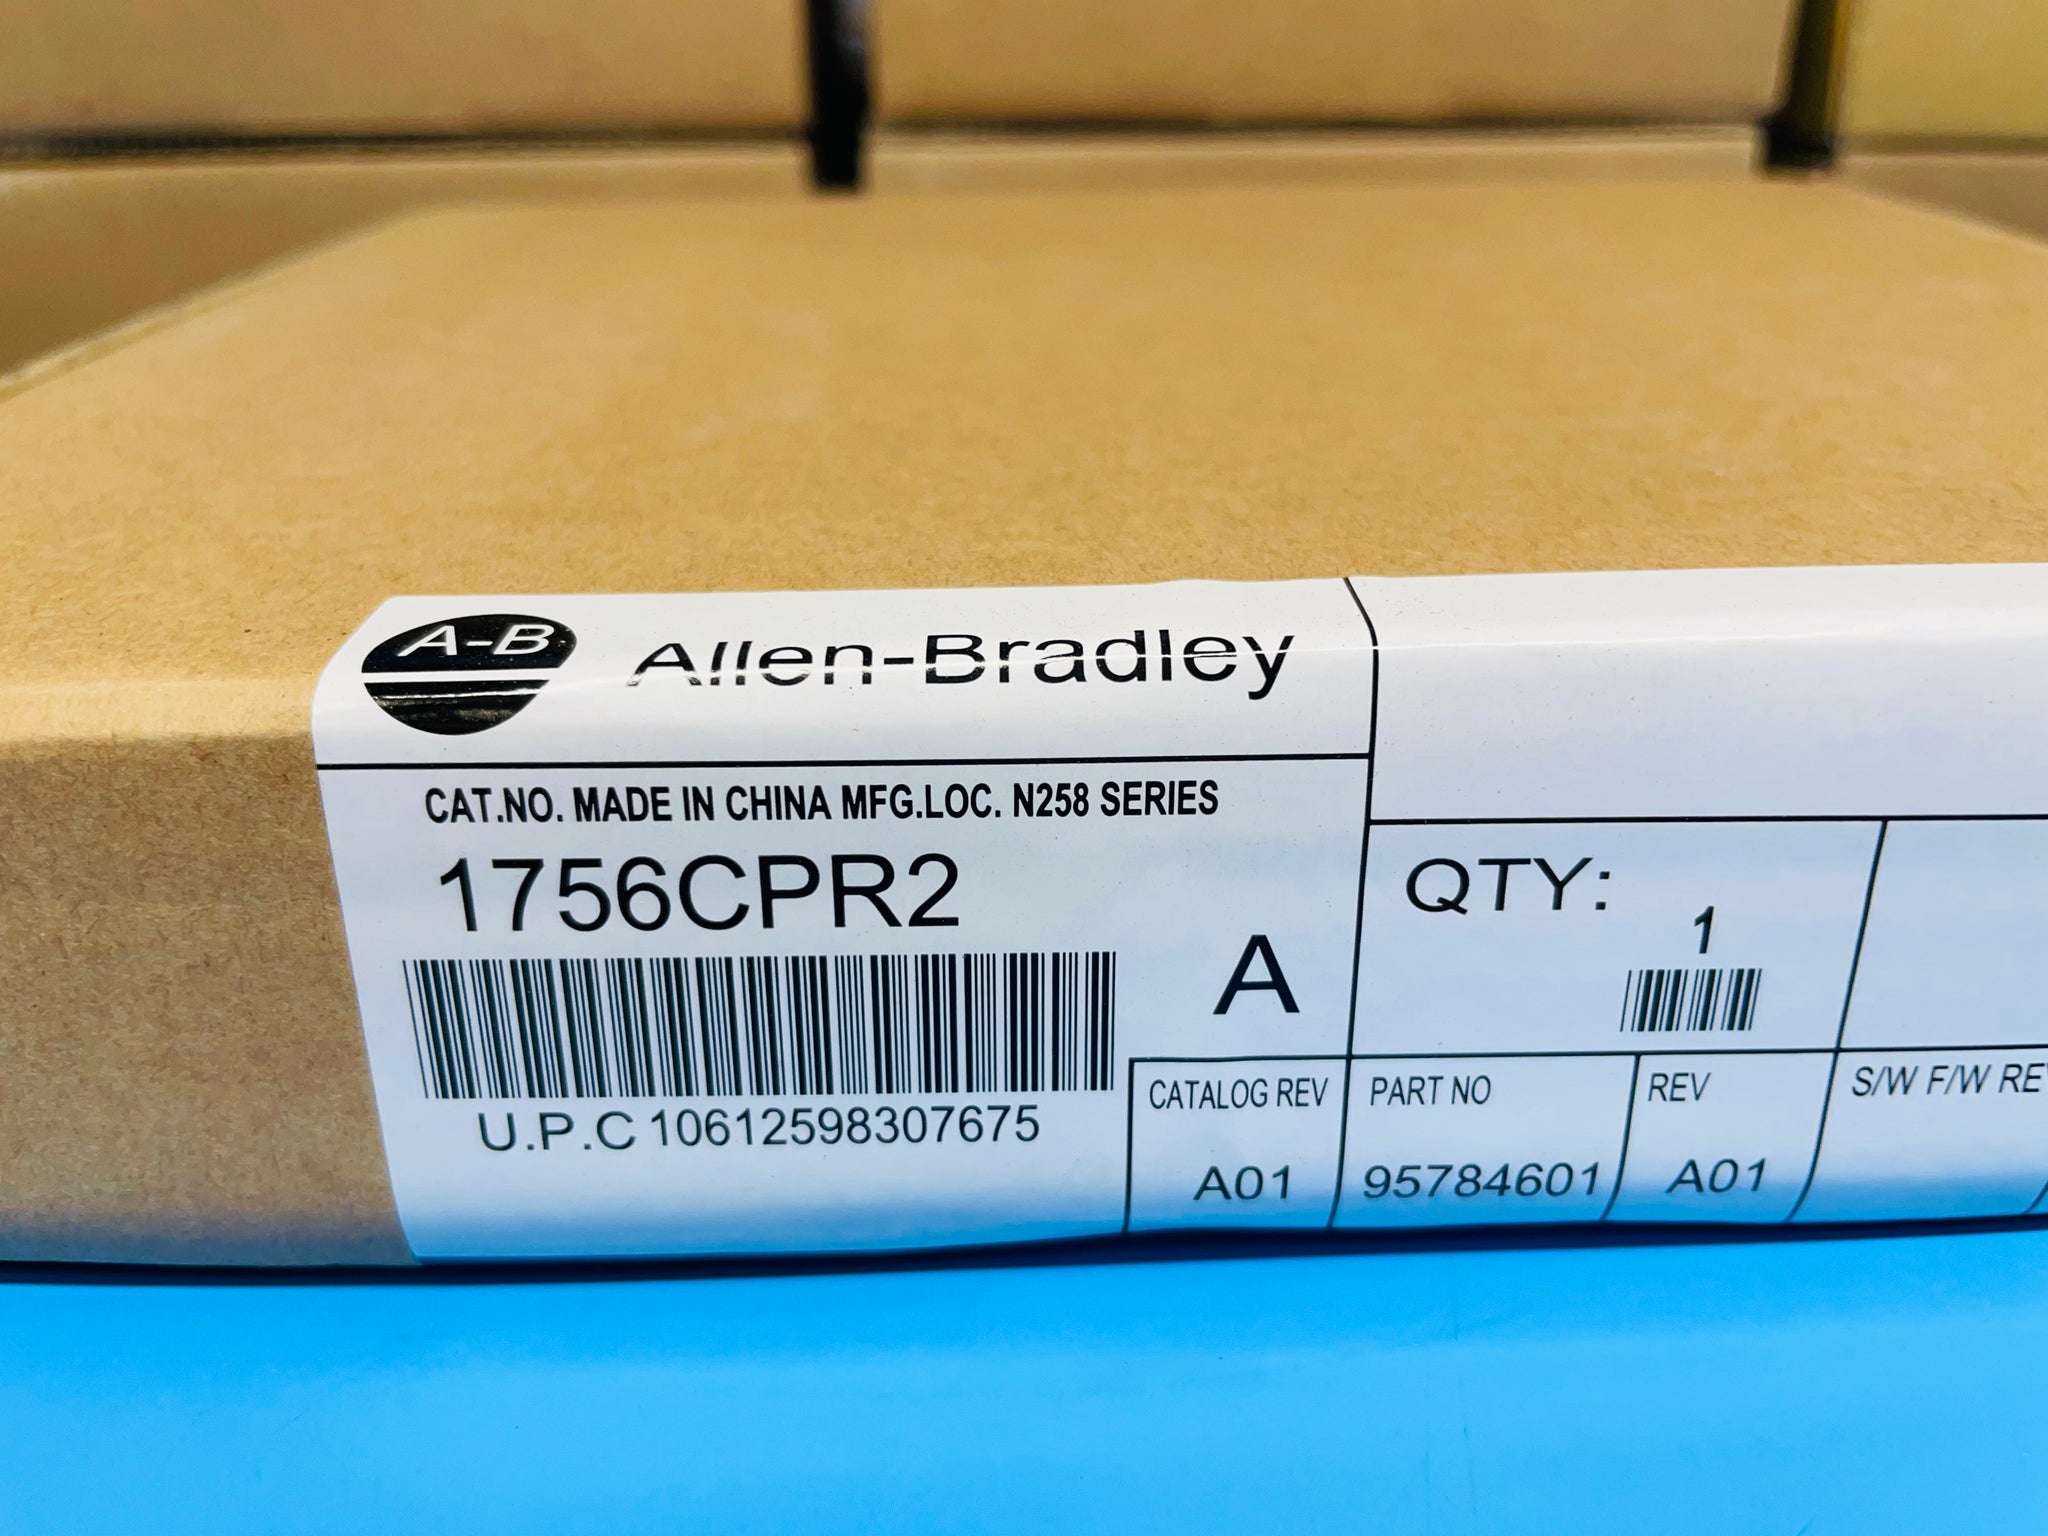 A-B Allen-Bradley
CAT.NO. MADE IN CHINA MFG.LOC. N258 SERIES
1756CPR2
A
U.P.C 10612598307675
QTY:
1
CATALOG REV
A01
PART NO
95784601
REV
A01
S/W F/W